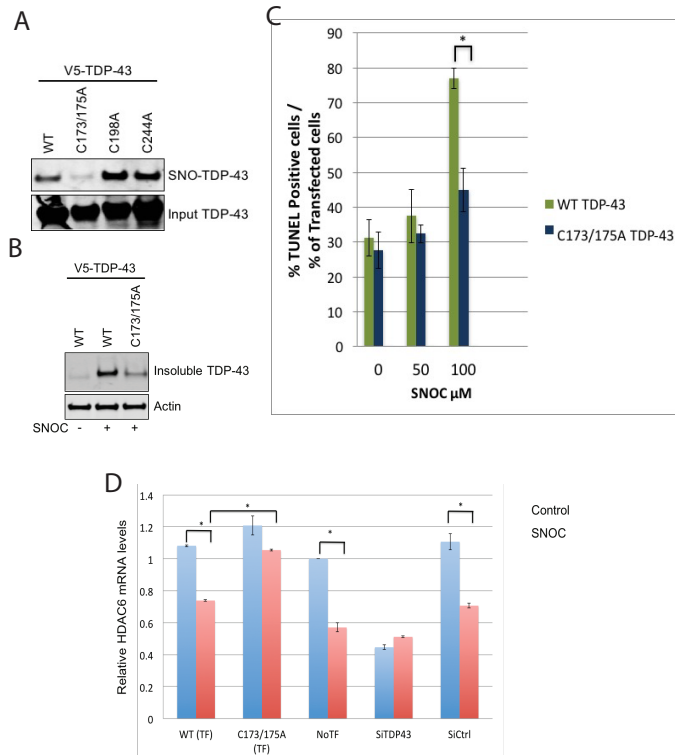 A
V5-TDP-43
WT
C173/175A
C198A
C244A
SNO-TDP-43
Input TDP-43
B
V5-TDP-43
WT
WT
C173/175A
Insoluble TDP-43
Actin
SNOC - + +
C
% TUNEL Positive cells /
% of Transfected cells
90
80
70
60
50
40
30
20
10
0
*
0 50 100
SNOC µM
WT TDP-43
C173/175A TDP-43
D
Relative HDAC6 mRNA levels
1.4
1.2
1
0.8
0.6
0.4
0.2
0
* * * *
WT (TF) C173/175A NoTF SiTDP43 SiCtrl
(TF)
Control
SNOC